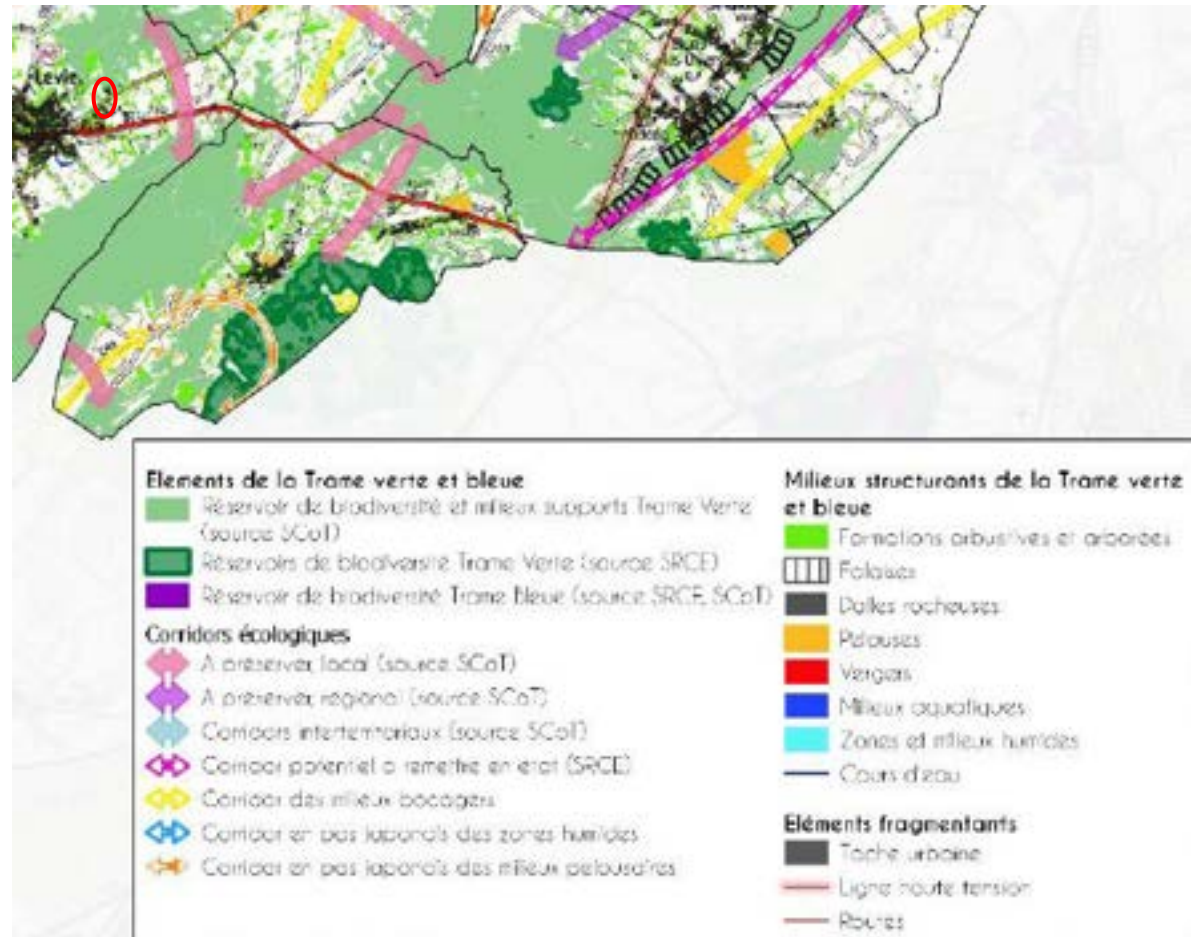 Levie
Elements de la Trame verte et bleue
Réservoir de biodiversité et milieux supports Trame Verte
(source SCoT)
Réservoirs de biodiversité Trame Verte (source SRCE)
Réservoir de biodiversité Trame Bleue (source SRCE, SCoT)
Corridors écologiques
A préserver, local (source SCoT)
A préserver, régional (source SCoT)
Corridors interterritoriaux (source SCoT)
Corridor potentiel a remettre en etat (SRCE)
Corridor des milieux bocagers
Corridor en pas japonais des zones humides
Corridor en pas japonais des milieux pelousaires
Milieux structurants de la Trame verte
et bleue
Formations arbustives et arborées
Falaises
Dalles rocheuses
Pelouses
Vergers
Milieux aquatiques
Zones et milieux humides
Cours d'eau
Eléments fragmentants
Tache urbaine
Ligne haute tension
Routes